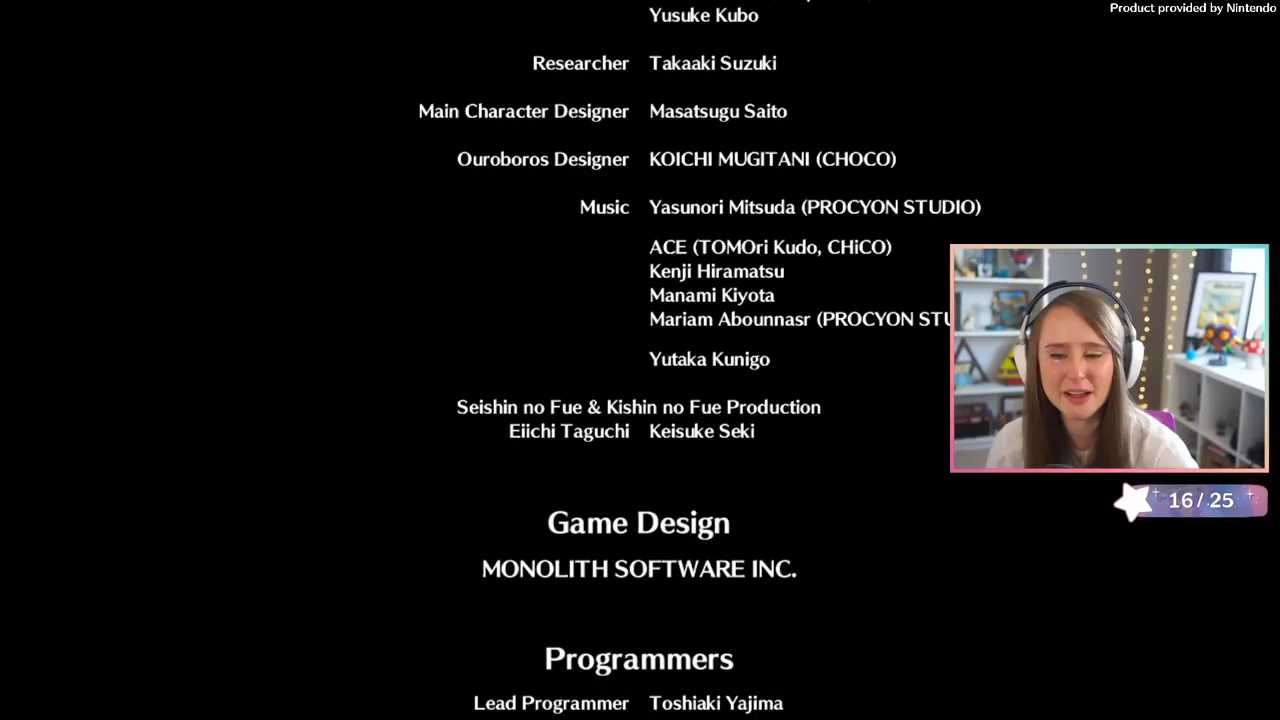 Product provided by Nintendo
Yusuke Kubo
Researcher Takaaki Suzuki
Main Character Designer Masatsugu Saito
Ouroboros Designer KOICHI MUGITANI (CHOCO)
Music Yasunori Mitsuda (PROCYON STUDIO)
ACE (TOMOri Kudo, CHiCO)
Kenji Hiramatsu
Manami Kiyota
Mariam Abounnasr (PROCYON STU
Yutaka Kunigo
Seishin no Fue & Kishin no Fue Production
Eiichi Taguchi Keisuke Seki
16/25
Game Design
MONOLITH SOFTWARE INC.
Programmers
Lead Programmer Toshiaki Yajima